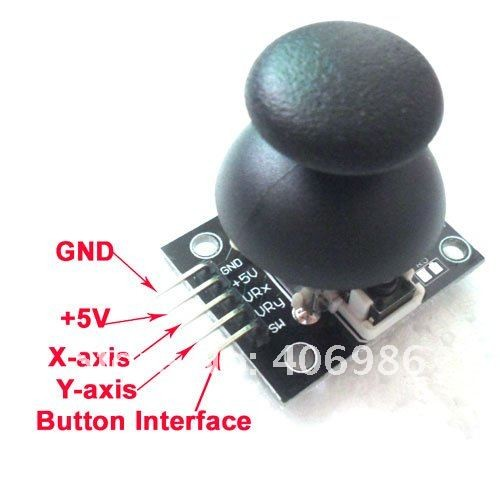 GND
+5V
X-axis
Y-axis
Button Interface
GND
+5V
VRx
VRy
SW
: 406986